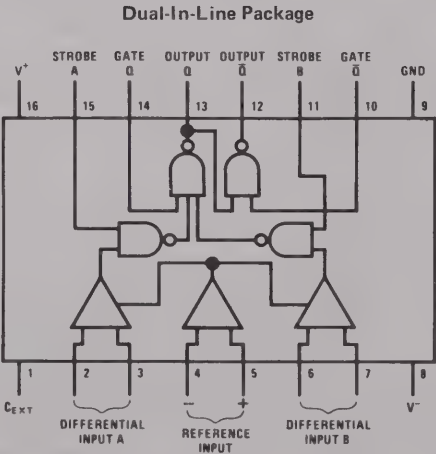 Dual-In-Line Package
V+ STROBE A GATE Q OUTPUT Q OUTPUT Q̄ STROBE B GATE Q̄ GND
16 15 14 13 12 11 10 9
1 2 3 4 5 6 7 8
C EXT − + V−
DIFFERENTIAL INPUT A
REFERENCE INPUT
DIFFERENTIAL INPUT B